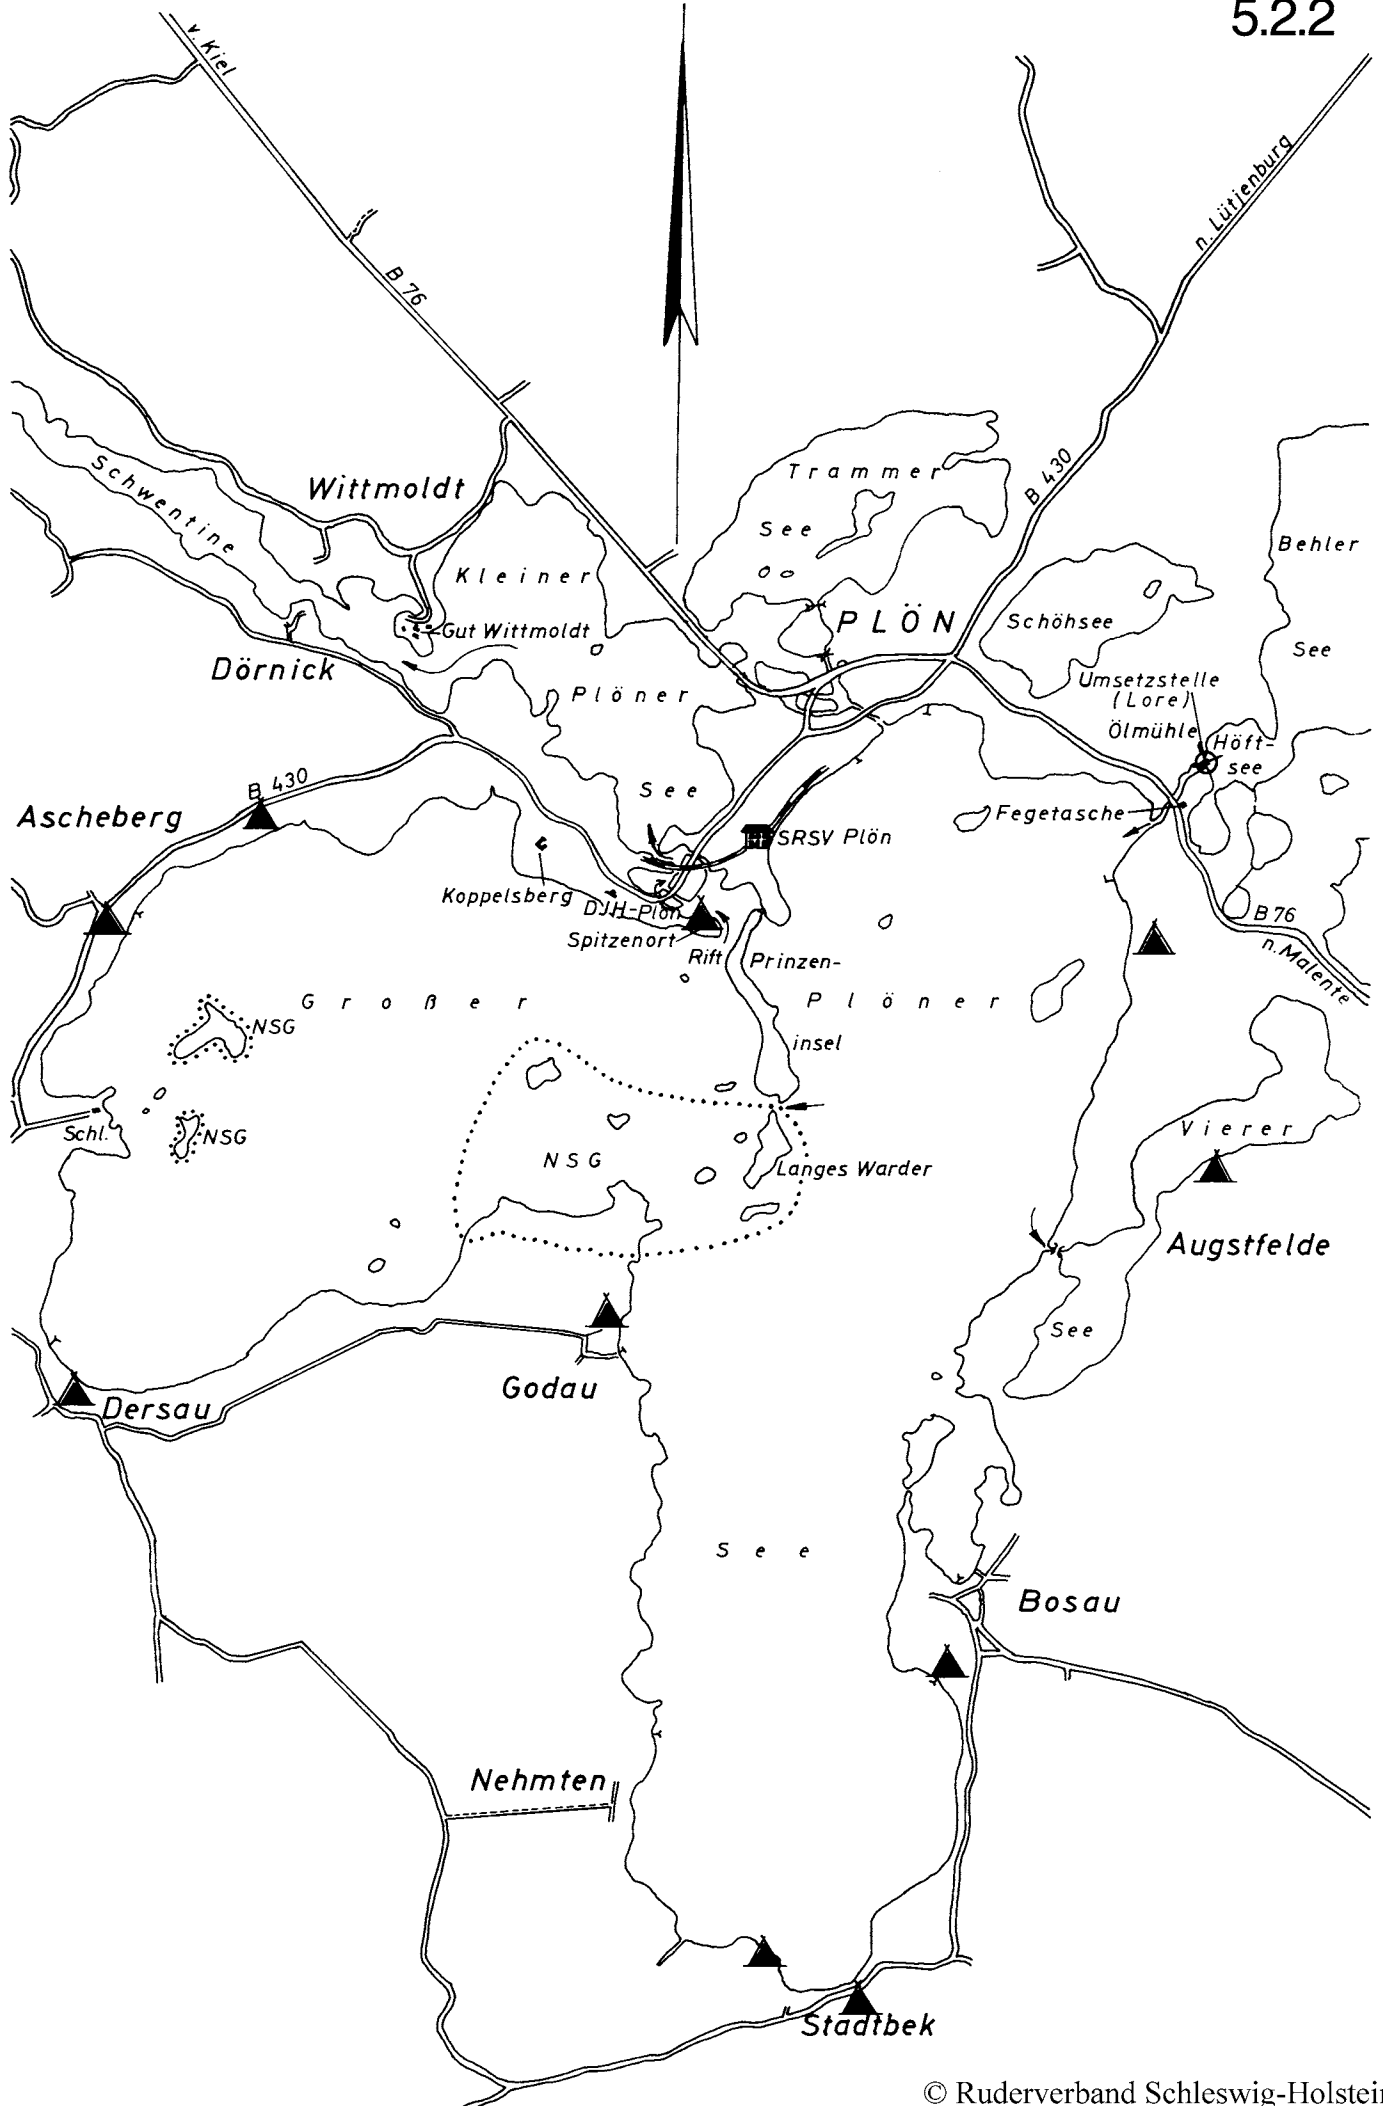 5.2.2
v. Kiel
n. Lütjenburg
B 76
Schwentine
Wittmoldt
Trammer
See
B 430
Behler
See
Kleiner
Plöner
See
PLÖN
Schöhsee
Gut Wittmoldt
Dörnick
Umsetzstelle
(Lore)
Ölmühle
Höft-
see
B 430
Ascheberg
Fegetasche
SRSV Plön
Koppelsberg
DJH-Plön
Spitzenort
Rift
Prinzen-
insel
B 76
n. Malente
Großer
Plöner
See
NSG
NSG
Schl.
NSG
Langes Warder
Vierer
See
Augstfelde
Godau
Dersau
Bosau
Nehmten
Stadtbek
© Ruderverband Schleswig-Holstein